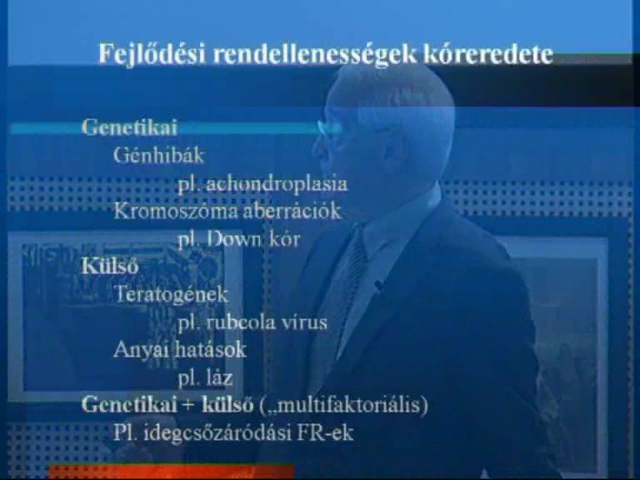 Fejlődési rendellenességek kóreredete
Genetikai
Génhibák
pl. achondroplasia
Kromoszóma aberrációk
pl. Down kór
Külső
Teratogének
pl. rubeola vírus
Anyai hatások
pl. láz
Genetikai + külső („multifaktoriális)
Pl. idegcsőzáródási FR-ek